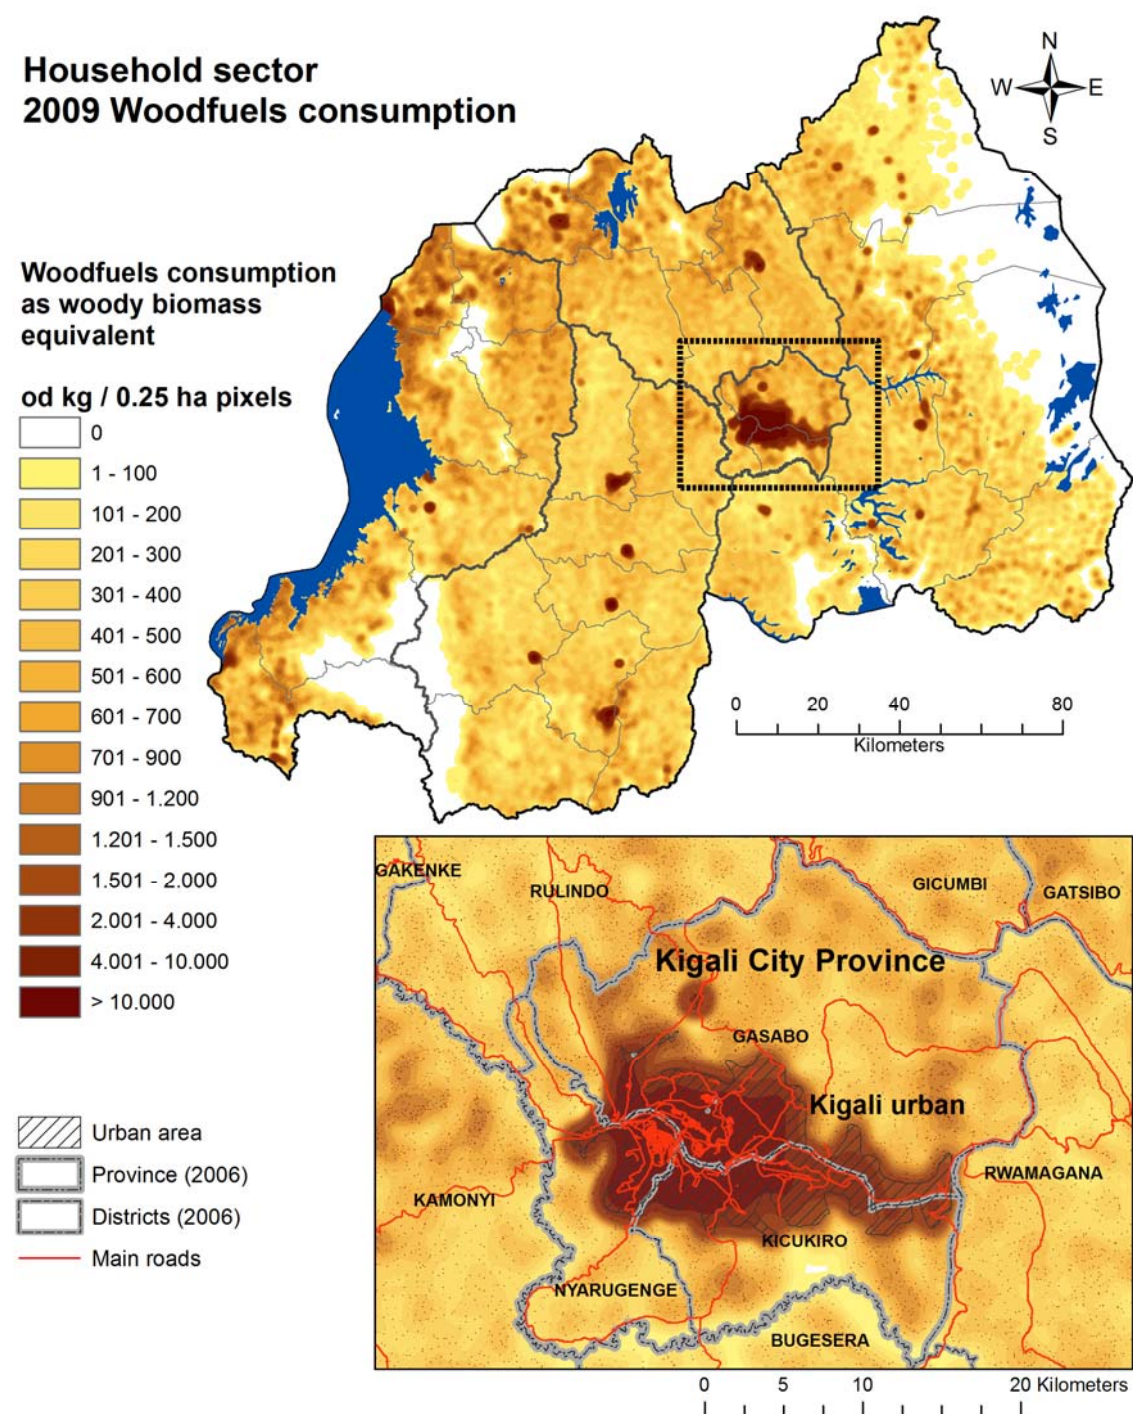 Household sector
2009 Woodfuels consumption
N
W E
S
Woodfuels consumption
as woody biomass
equivalent
od kg / 0.25 ha pixels
0
1 - 100
101 - 200
201 - 300
301 - 400
401 - 500
501 - 600
601 - 700
701 - 900
901 - 1.200
1.201 - 1.500
1.501 - 2.000
2.001 - 4.000
4.001 - 10.000
> 10.000
0 20 40 80
Kilometers
Urban area
Province (2006)
Districts (2006)
Main roads
GAKENKE
RULINDO
GICUMBI
GATSIBO
Kigali City Province
GASABO
Kigali urban
RWAMAGANA
KAMONYI
KICUKIRO
NYARUGENGE
BUGESERA
0 5 10 20 Kilometers